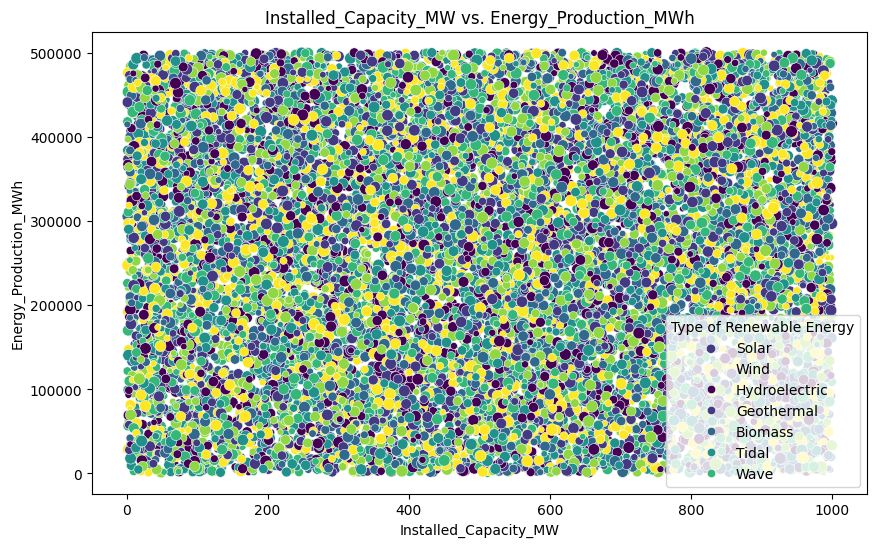 Installed_Capacity_MW vs. Energy_Production_MWh
500000
400000
300000
200000
100000
0
Energy_Production_MWh
Type of Renewable Energy
Solar
Wind
Hydroelectric
Geothermal
Biomass
Tidal
Wave
0 200 400 600 800 1000
Installed_Capacity_MW